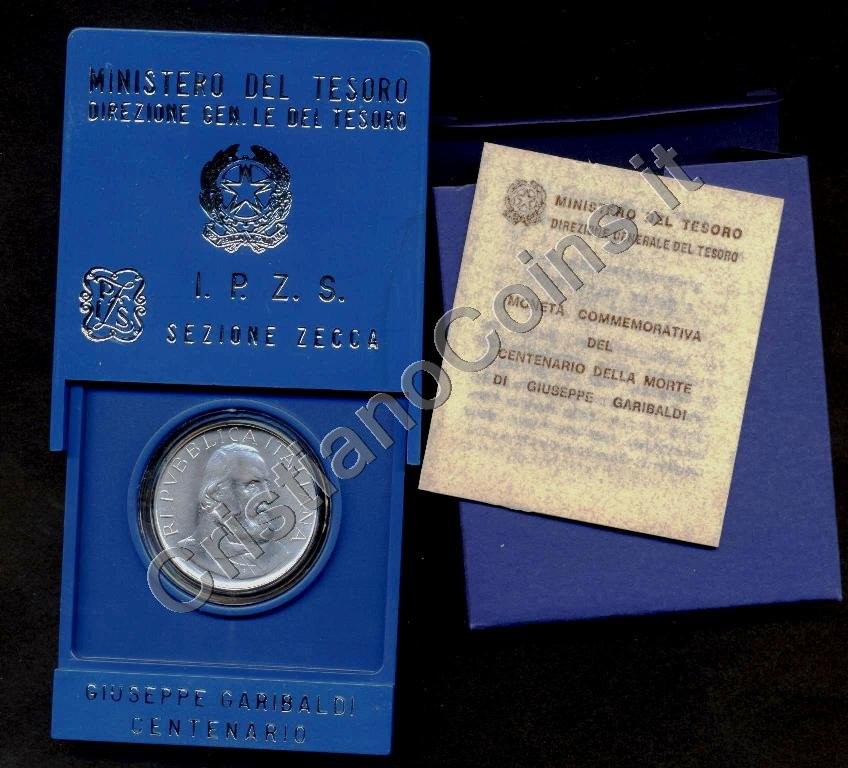 MINISTERO DEL TESORO
DIREZIONE GEN.LE DEL TESORO
I. P. Z. S.
SEZIONE ZECCA
REPVBBLICA ITALIANA
GIUSEPPE GARIBALDI
CENTENARIO
MINISTERO DEL TESORO
DIREZIONE GENERALE DEL TESORO
MONETA COMMEMORATIVA
DEL
CENTENARIO DELLA MORTE
DI GIUSEPPE GARIBALDI
CristianoCoins.it